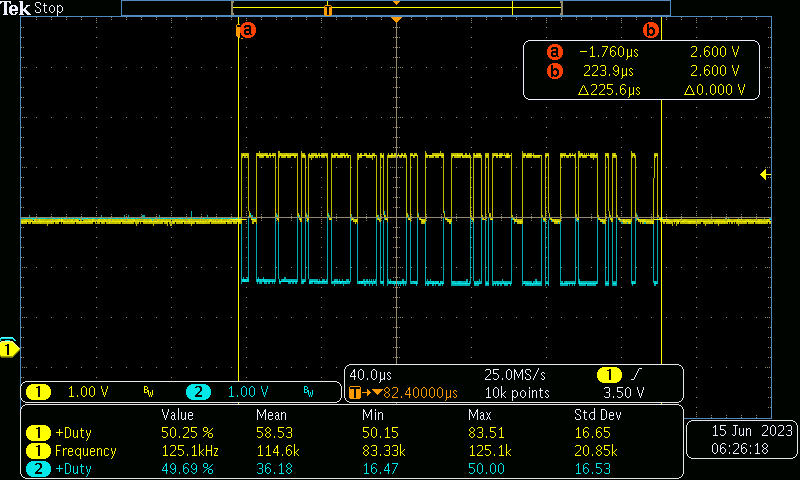 Tek Stop
T
a b
a −1.760µs 2.600 V
b 223.9µs 2.600 V
△225.6µs △0.000 V
1
1 1.00 V BW 2 1.00 V BW
40.0µs 25.0MS/s 1
T→▼82.40000µs 10k points 3.50 V
Value Mean Min Max Std Dev
1 +Duty 50.25 % 58.53 50.15 83.51 16.65
1 Frequency 125.1kHz 114.6k 83.33k 125.1k 20.85k
2 +Duty 49.69 % 36.18 16.47 50.00 16.53
15 Jun 2023
06:26:18